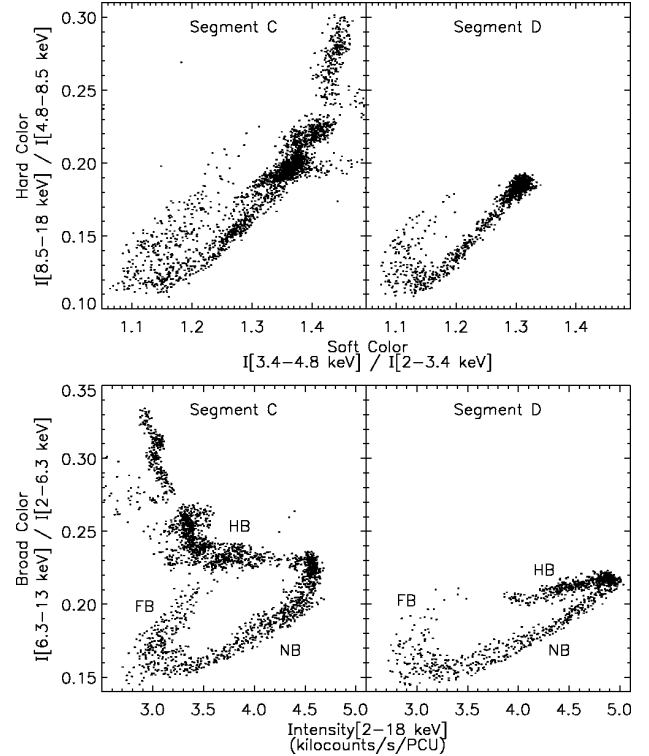 Segment C
Segment D
Hard Color
I[8.5−18 keV] / I[4.8−8.5 keV]
0.30
0.25
0.20
0.15
0.10
1.1 1.2 1.3 1.4
1.1 1.2 1.3 1.4
Soft Color
I[3.4−4.8 keV] / I[2−3.4 keV]
Segment C
Segment D
Broad Color
I[6.3−13 keV] / I[2−6.3 keV]
0.35
0.30
0.25
0.20
0.15
HB
FB
NB
HB
FB
NB
3.0 3.5 4.0 4.5 5.0
3.0 3.5 4.0 4.5 5.0
Intensity[2−18 keV]
(kilocounts/s/PCU)